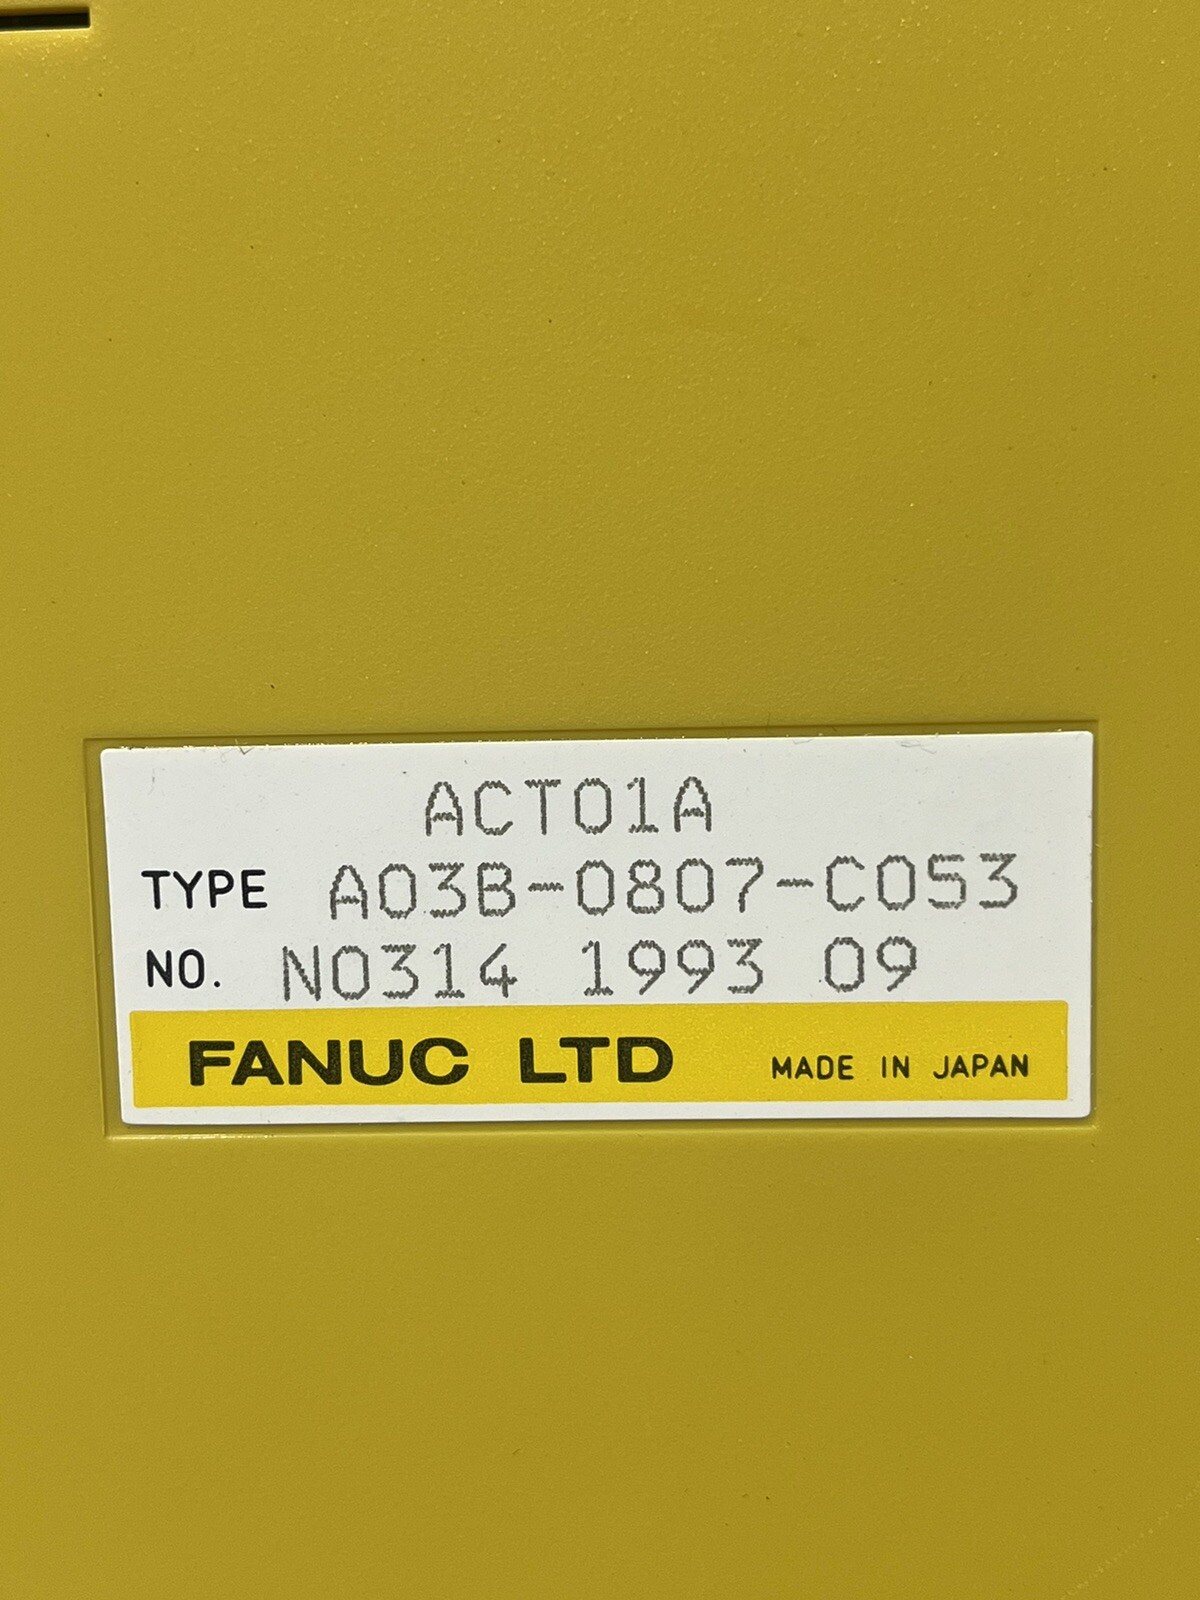 ACT01A
TYPE A03B-0807-C053
NO. N0314 1993 09
FANUC LTD MADE IN JAPAN